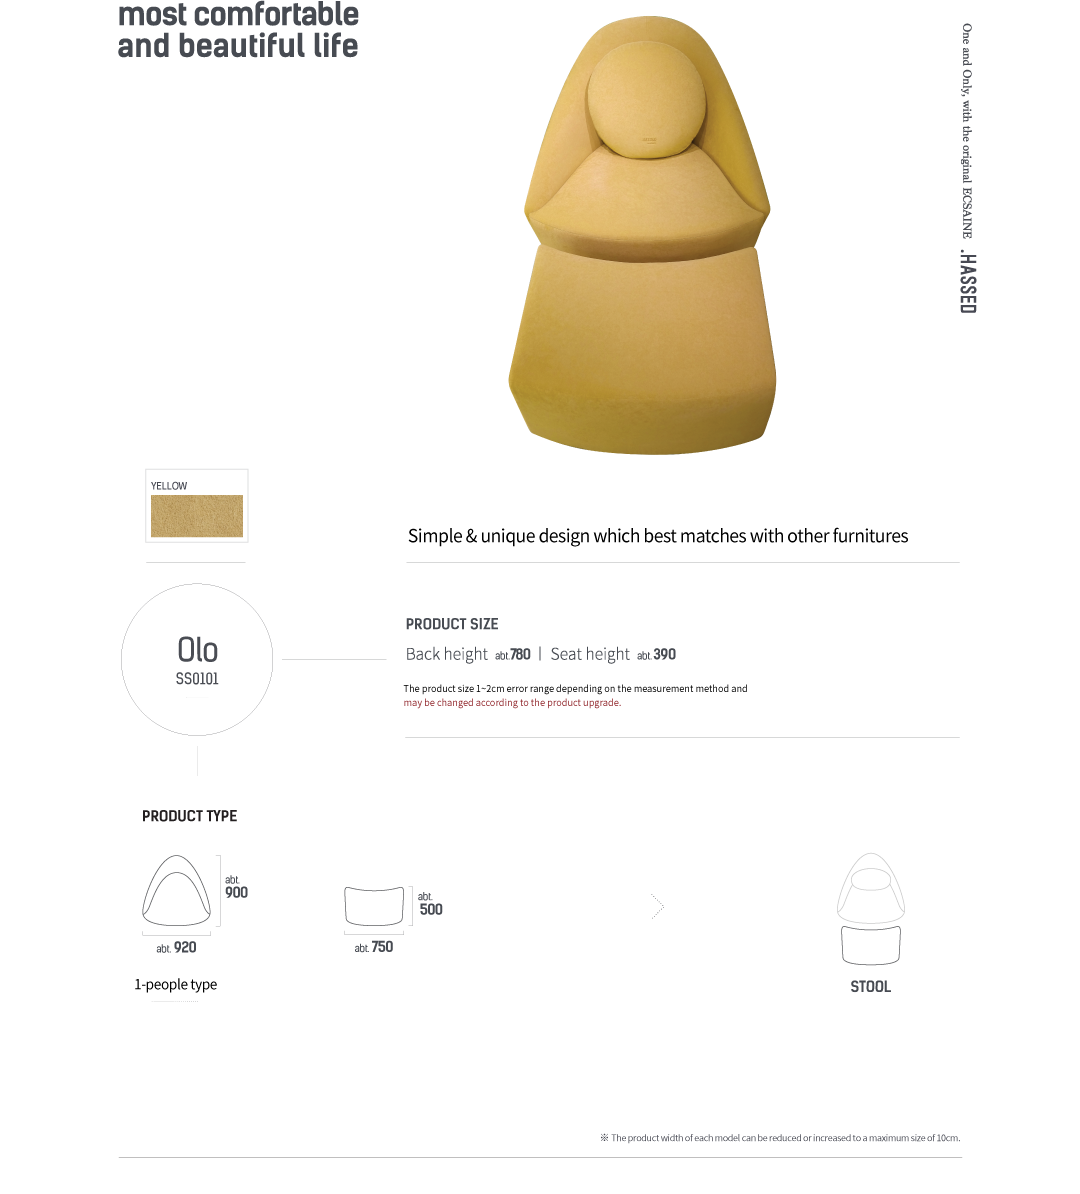 most comfortable
and beautiful life
One and Only, with the original ECSAINE .HASSED
YELLOW
Simple & unique design which best matches with other furnitures
Olo
SS0101
PRODUCT SIZE
Back height abt.780 | Seat height abt.390
The product size 1~2cm error range depending on the measurement method and
may be changed according to the product upgrade.
PRODUCT TYPE
abt.
900
abt. 920
1-people type
abt.
500
abt. 750
STOOL
※ The product width of each model can be reduced or increased to a maximum size of 10cm.